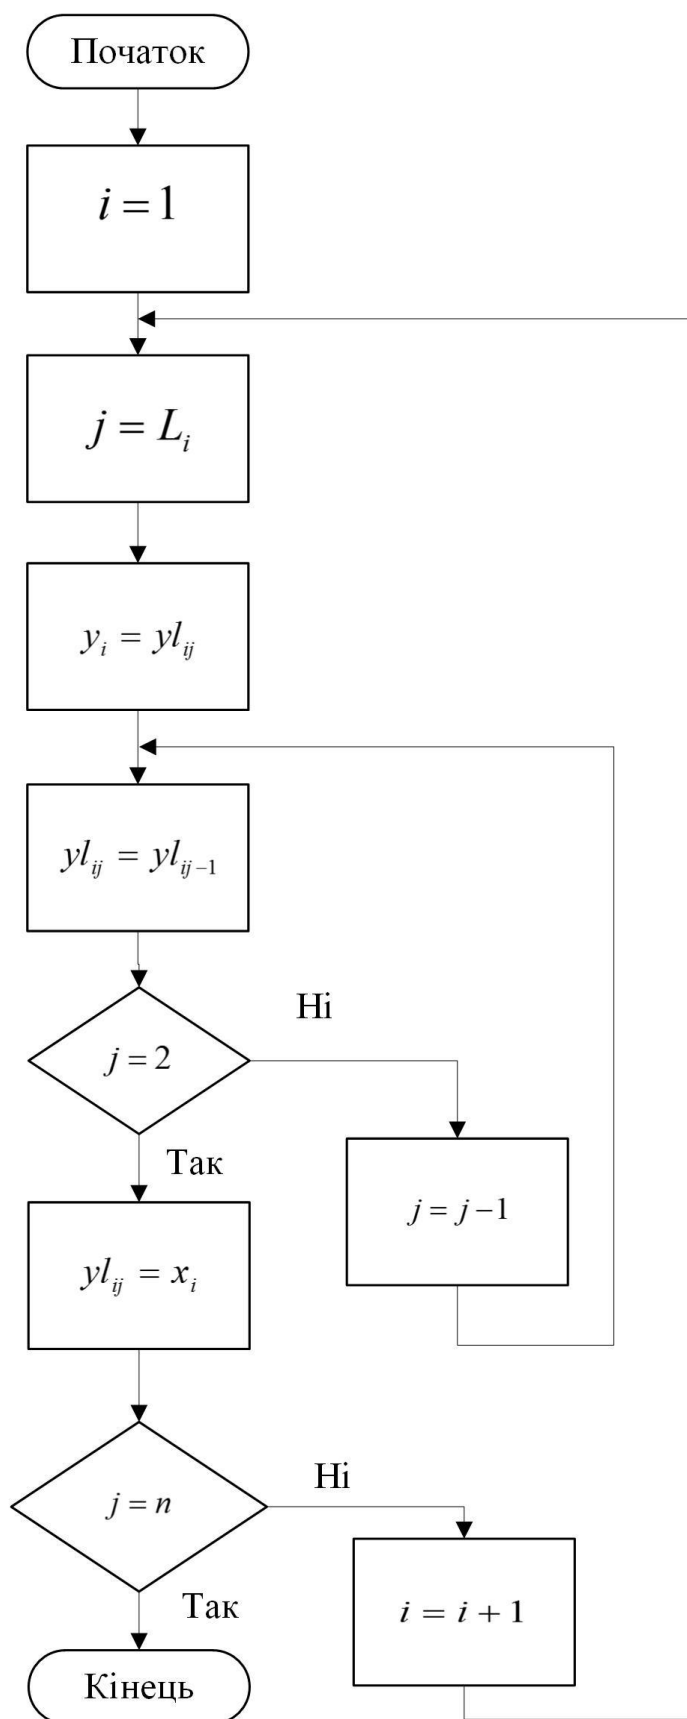 Початок
i = 1
j = L_i
y_i = yl_ij
yl_ij = yl_ij−1
Ні
j = 2
Так
j = j − 1
yl_ij = x_i
Ні
j = n
Так
i = i + 1
Кінець